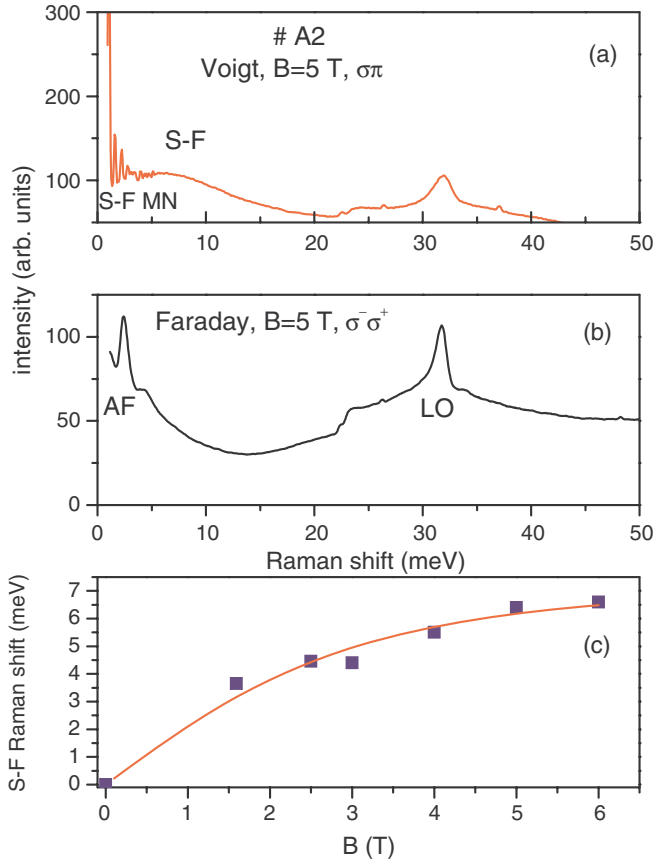 # A2
Voigt, B=5 T, σπ
(a)
300
200
100
S-F
S-F MN
0 10 20 30 40 50
intensity (arb. units)
Faraday, B=5 T, σ⁻σ⁺
(b)
100
50
0
AF
LO
0 10 20 30 40 50
Raman shift (meV)
S-F Raman shift (meV)
7
6
5
4
3
2
1
0
(c)
0 1 2 3 4 5 6
B (T)